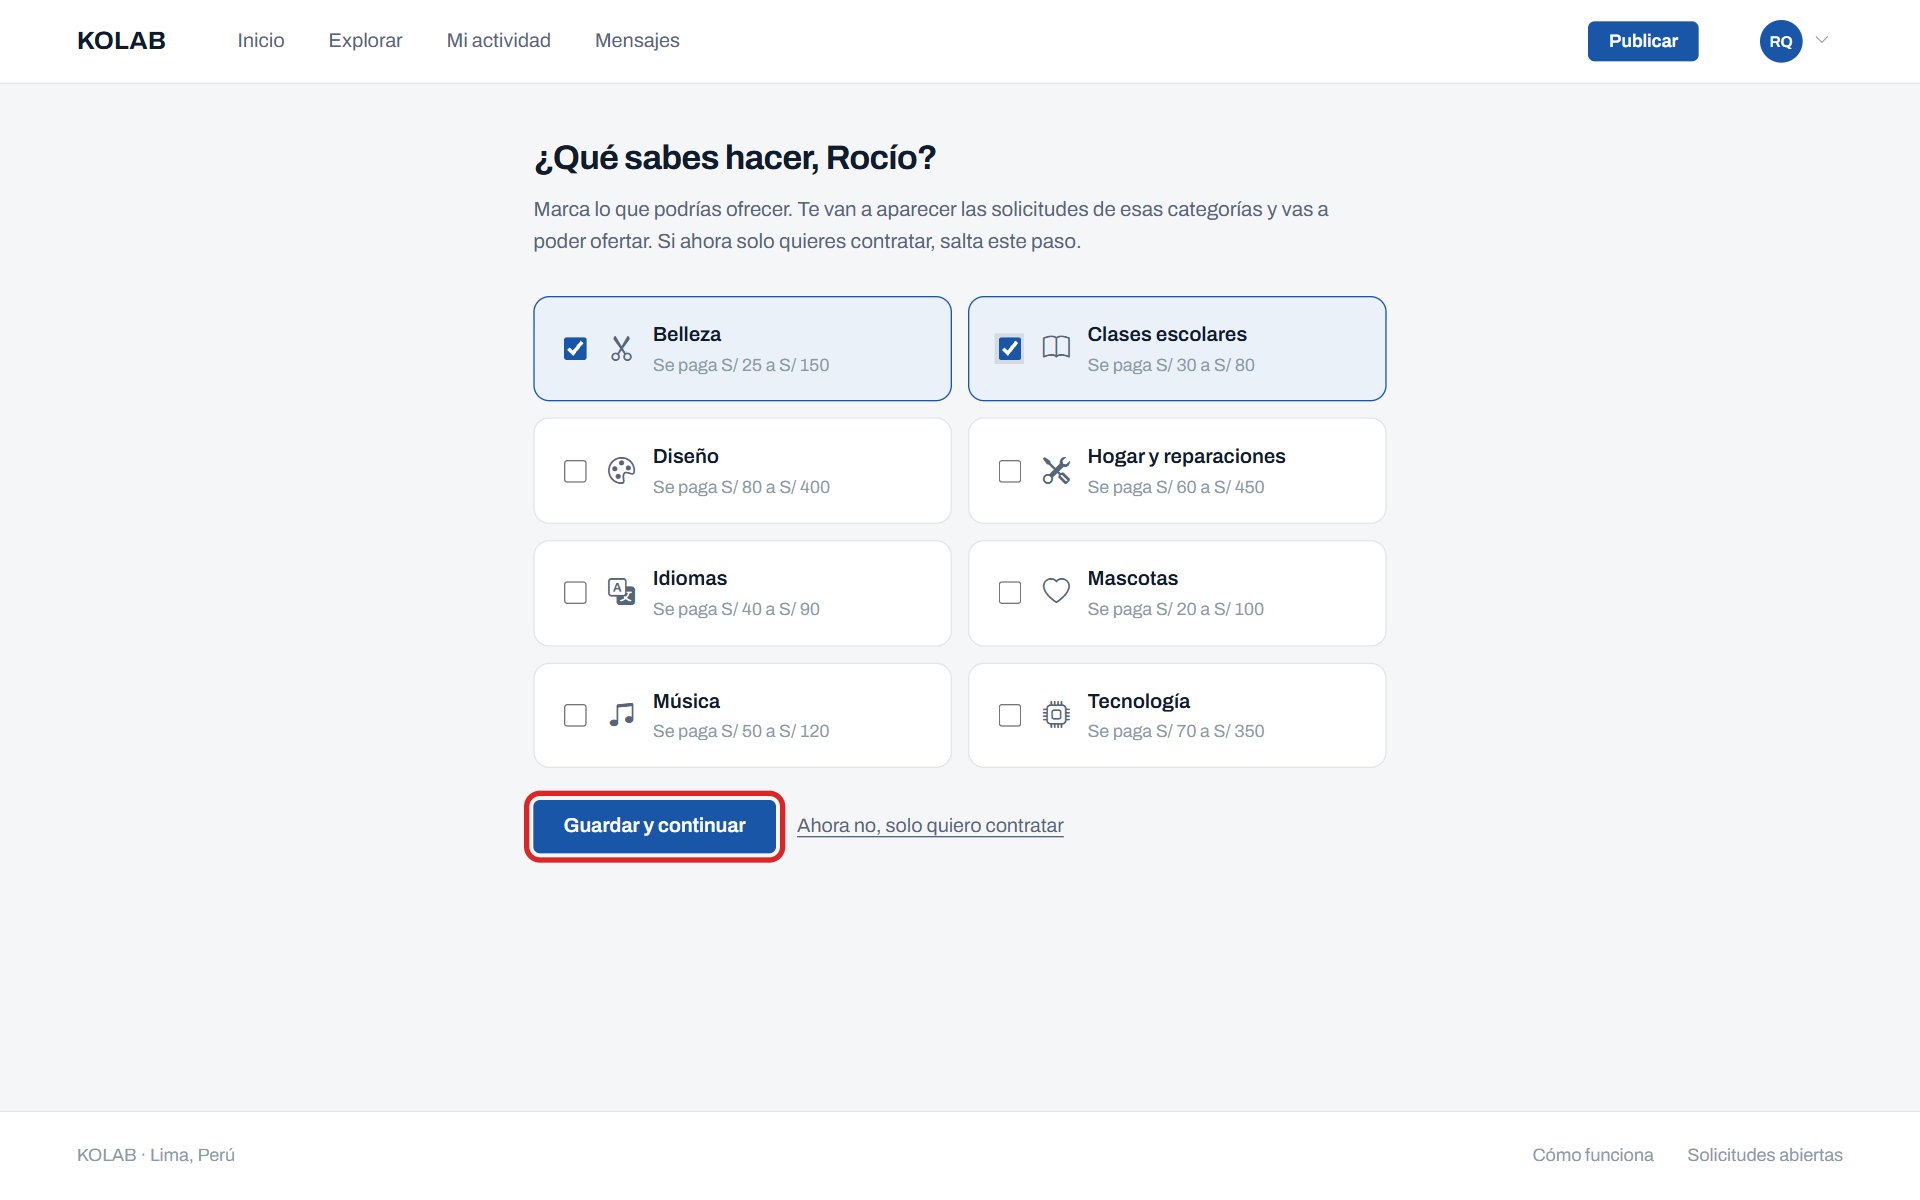 KOLAB
Inicio
Explorar
Mi actividad
Mensajes
Publicar
RQ
¿Qué sabes hacer, Rocío?
Marca lo que podrías ofrecer. Te van a aparecer las solicitudes de esas categorías y vas a
poder ofertar. Si ahora solo quieres contratar, salta este paso.
Belleza
Se paga S/ 25 a S/ 150
Clases escolares
Se paga S/ 30 a S/ 80
Diseño
Se paga S/ 80 a S/ 400
Hogar y reparaciones
Se paga S/ 60 a S/ 450
Idiomas
Se paga S/ 40 a S/ 90
Mascotas
Se paga S/ 20 a S/ 100
Música
Se paga S/ 50 a S/ 120
Tecnología
Se paga S/ 70 a S/ 350
Guardar y continuar
Ahora no, solo quiero contratar
KOLAB · Lima, Perú
Cómo funciona
Solicitudes abiertas